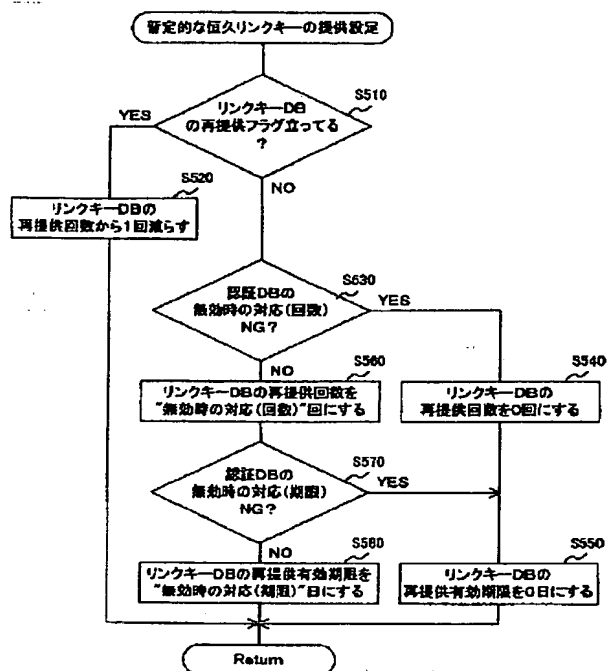 暫定的な恒久リンクキーの提供設定
S510
リンクキーDB
の再提供フラグ立ってる
?
YES
NO
S520
リンクキーDBの
再提供回数から1回減らす
S530
認証DBの
無効時の対応(回数)
NG?
YES
NO
S560
リンクキーDBの再提供回数を
"無効時の対応(回数)"回にする
S540
リンクキーDBの
再提供回数を0回にする
S570
認証DBの
無効時の対応(期限)
NG?
YES
NO
S580
リンクキーDBの再提供有効期限を
"無効時の対応(期限)"日にする
S550
リンクキーDBの
再提供有効期限を0日にする
Return